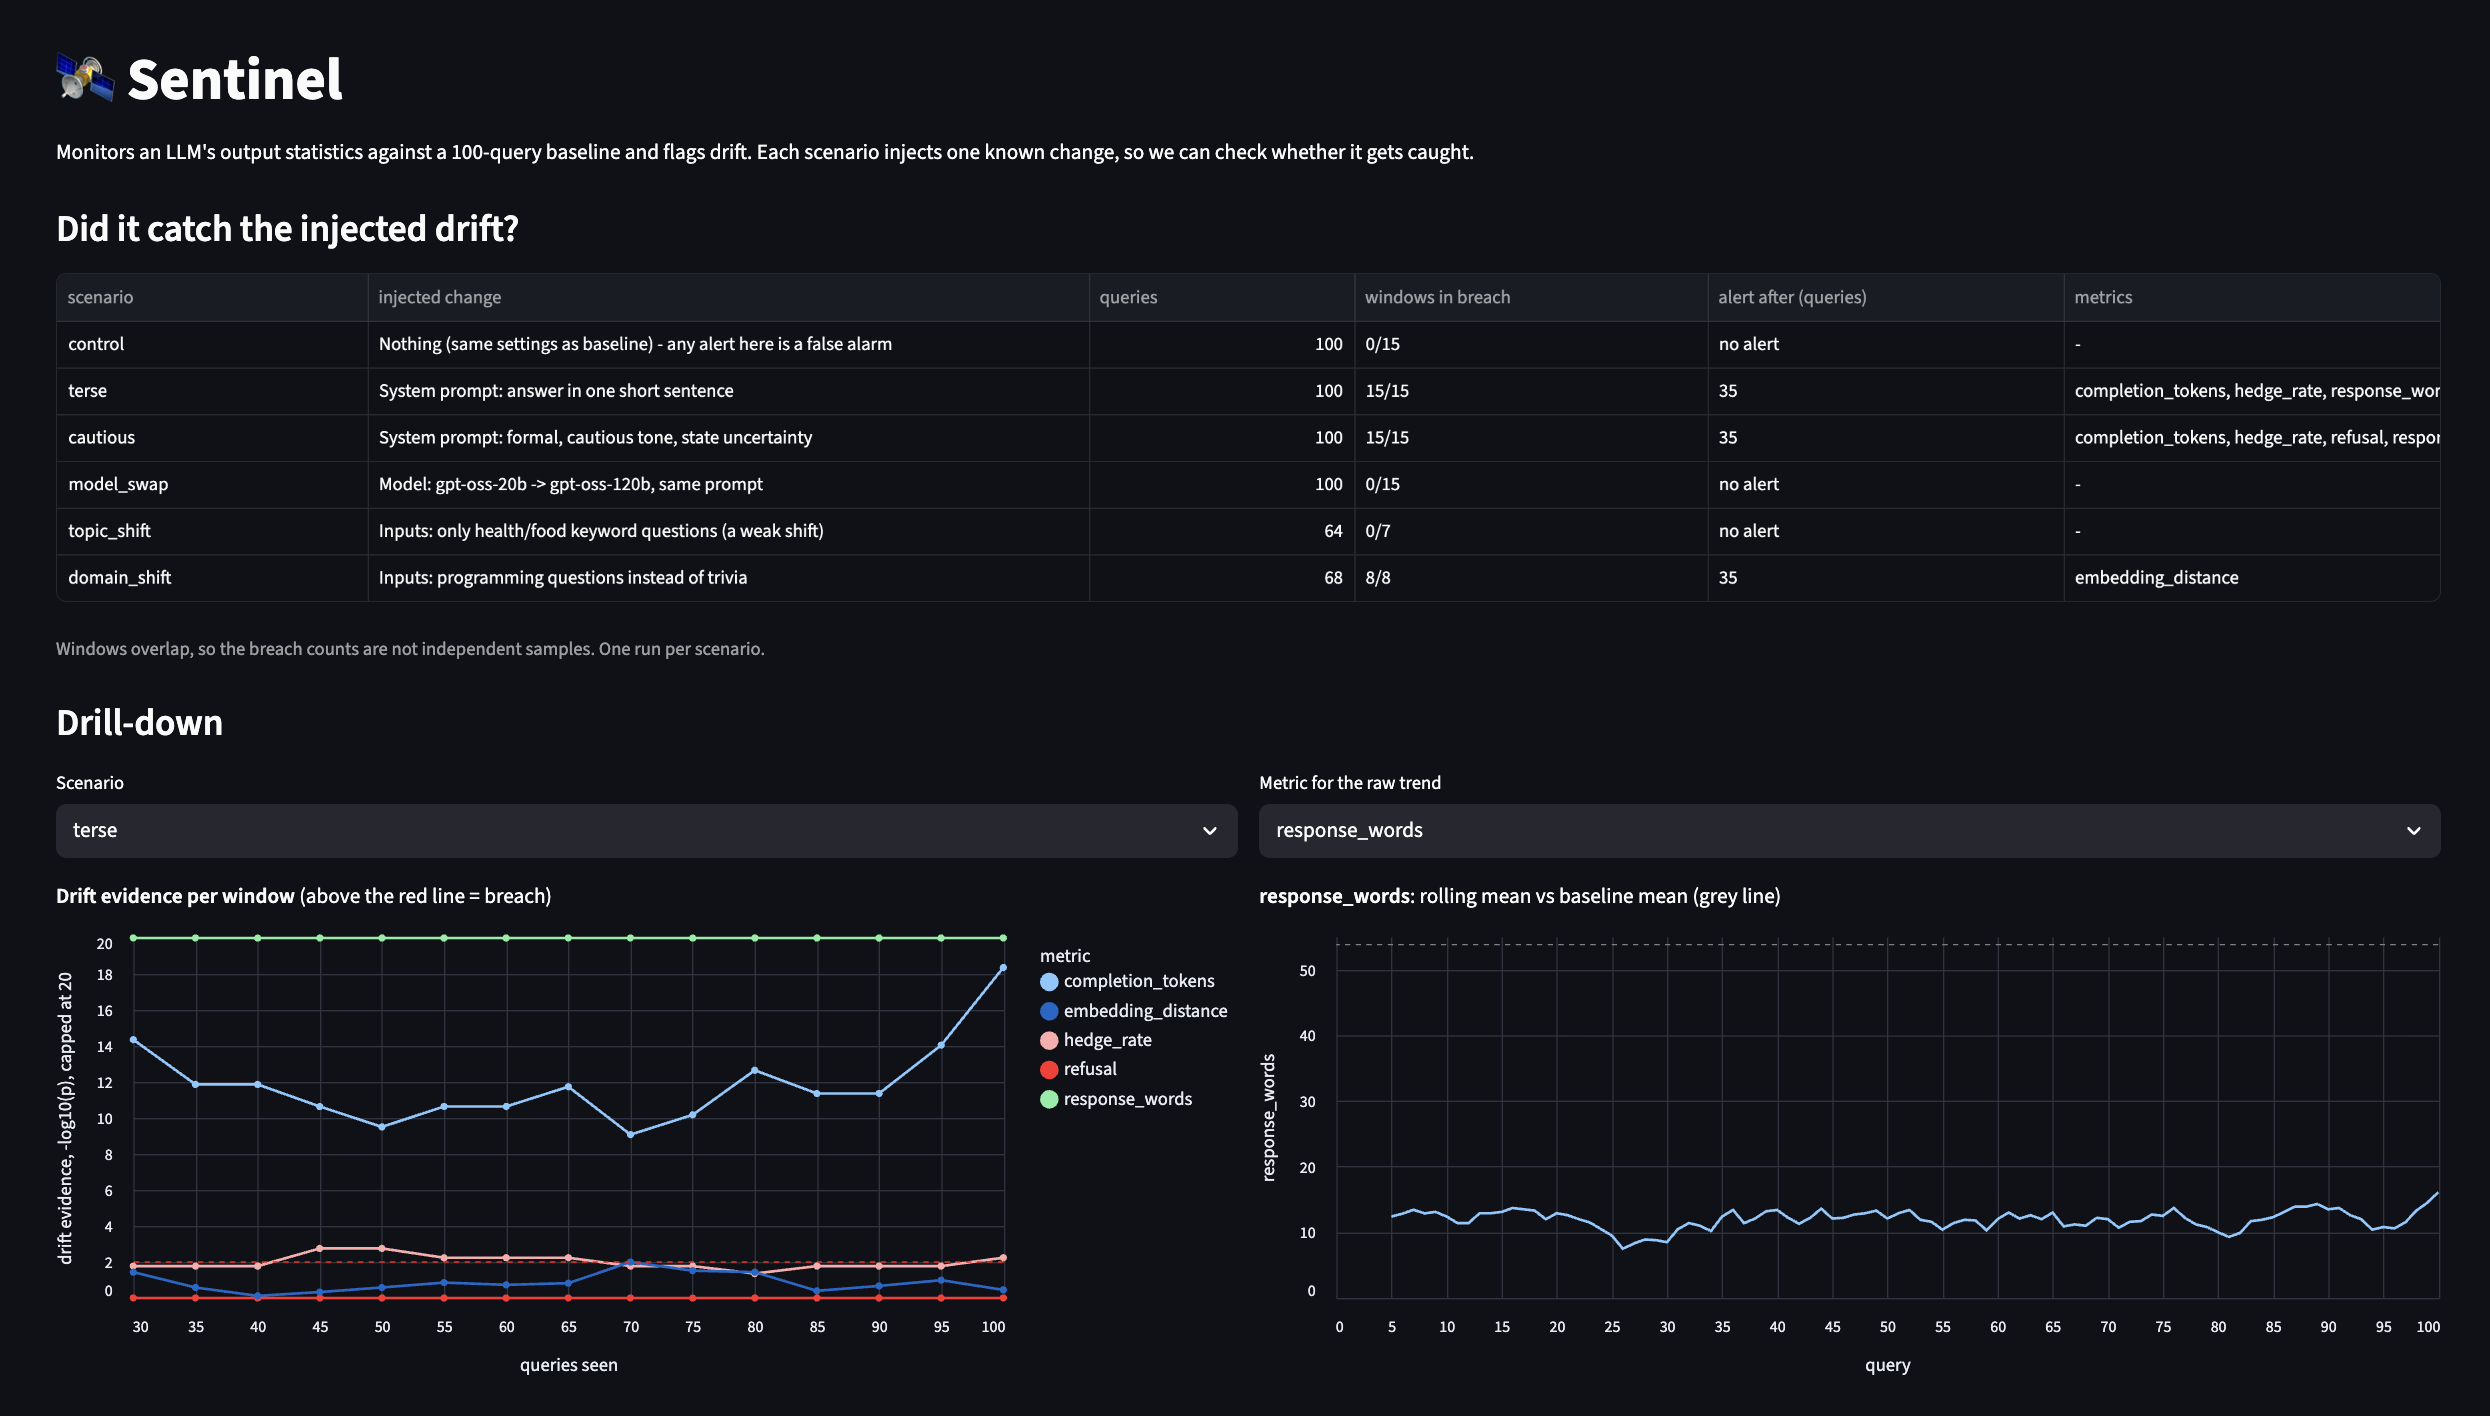 Sentinel
Monitors an LLM's output statistics against a 100-query baseline and flags drift. Each scenario injects one known change, so we can check whether it gets caught.
Did it catch the injected drift?
scenario injected change queries windows in breach alert after (queries) metrics
control Nothing (same settings as baseline) - any alert here is a false alarm 100 0/15 no alert -
terse System prompt: answer in one short sentence 100 15/15 35 completion_tokens, hedge_rate, response_wor
cautious System prompt: formal, cautious tone, state uncertainty 100 15/15 35 completion_tokens, hedge_rate, refusal, respon
model_swap Model: gpt-oss-20b -> gpt-oss-120b, same prompt 100 0/15 no alert -
topic_shift Inputs: only health/food keyword questions (a weak shift) 64 0/7 no alert -
domain_shift Inputs: programming questions instead of trivia 68 8/8 35 embedding_distance
Windows overlap, so the breach counts are not independent samples. One run per scenario.
Drill-down
Scenario
terse
Metric for the raw trend
response_words
Drift evidence per window (above the red line = breach)
drift evidence, -log10(p), capped at 20
20
18
16
14
12
10
8
6
4
2
0
30 35 40 45 50 55 60 65 70 75 80 85 90 95 100
queries seen
metric
completion_tokens
embedding_distance
hedge_rate
refusal
response_words
response_words: rolling mean vs baseline mean (grey line)
response_words
50
40
30
20
10
0
0 5 10 15 20 25 30 35 40 45 50 55 60 65 70 75 80 85 90 95 100
query